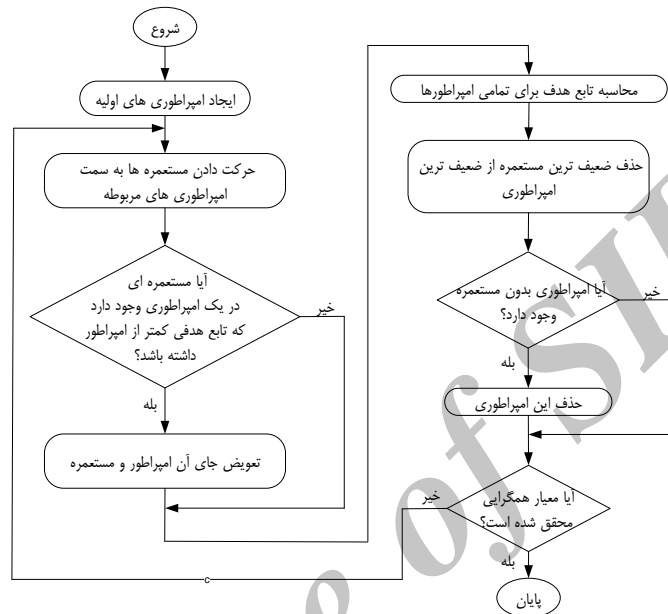 شروع
ایجاد امپراطوری های اولیه
حرکت دادن مستعمره ها به سمت
امپراطوری های مربوطه
آیا مستعمره ای
در یک امپراطوری وجود دارد
که تابع هدفی کمتر از امپراطور
داشته باشد؟
خیر
بله
تعویض جای آن امپراطور و مستعمره
محاسبه تابع هدف برای تمامی امپراطورها
حذف ضعیف ترین مستعمره از ضعیف ترین
امپراطوری
آیا امپراطوری بدون مستعمره
وجود دارد؟
خیر
بله
حذف این امپراطوری
آیا معیار همگرایی
محقق شده است؟
خیر
بله
پایان
c
e of SI